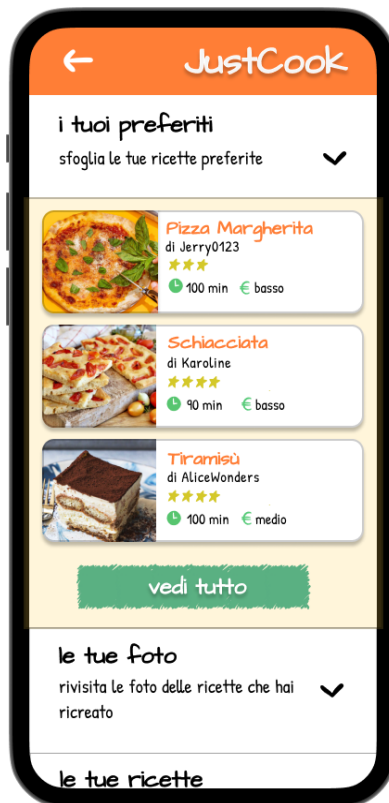 JustCook
i tuoi preferiti
sfoglia le tue ricette preferite
Pizza Margherita
di Jerry0123
100 min € basso
Schiacciata
di Karoline
90 min € basso
Tiramisù
di AliceWonders
100 min € medio
vedi tutto
le tue foto
rivisita le foto delle ricette che hai
ricreato
le tue ricette